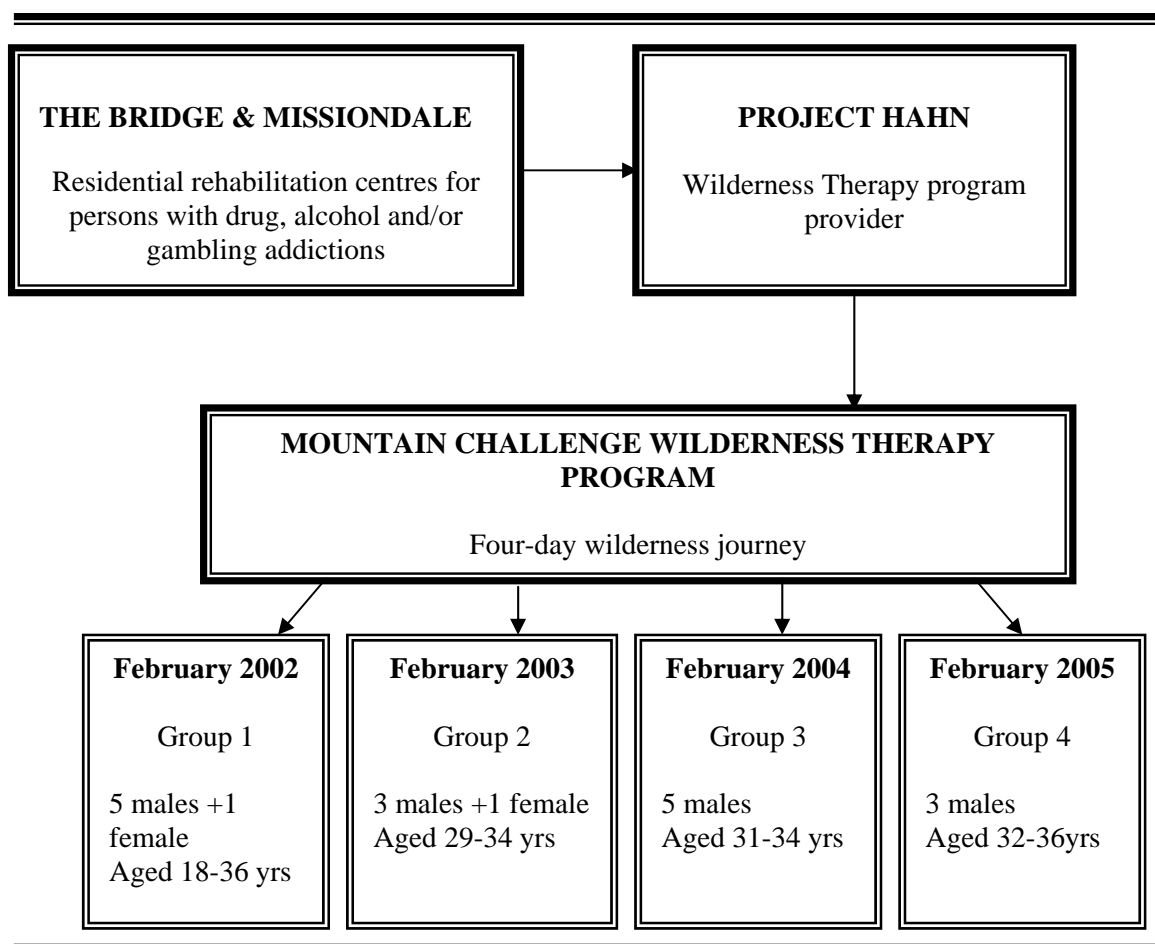 THE BRIDGE & MISSIONDALE
Residential rehabilitation centres for
persons with drug, alcohol and/or
gambling addictions
PROJECT HAHN
Wilderness Therapy program
provider
MOUNTAIN CHALLENGE WILDERNESS THERAPY
PROGRAM
Four-day wilderness journey
February 2002
Group 1
5 males +1
female
Aged 18-36 yrs
February 2003
Group 2
3 males +1 female
Aged 29-34 yrs
February 2004
Group 3
5 males
Aged 31-34 yrs
February 2005
Group 4
3 males
Aged 32-36yrs